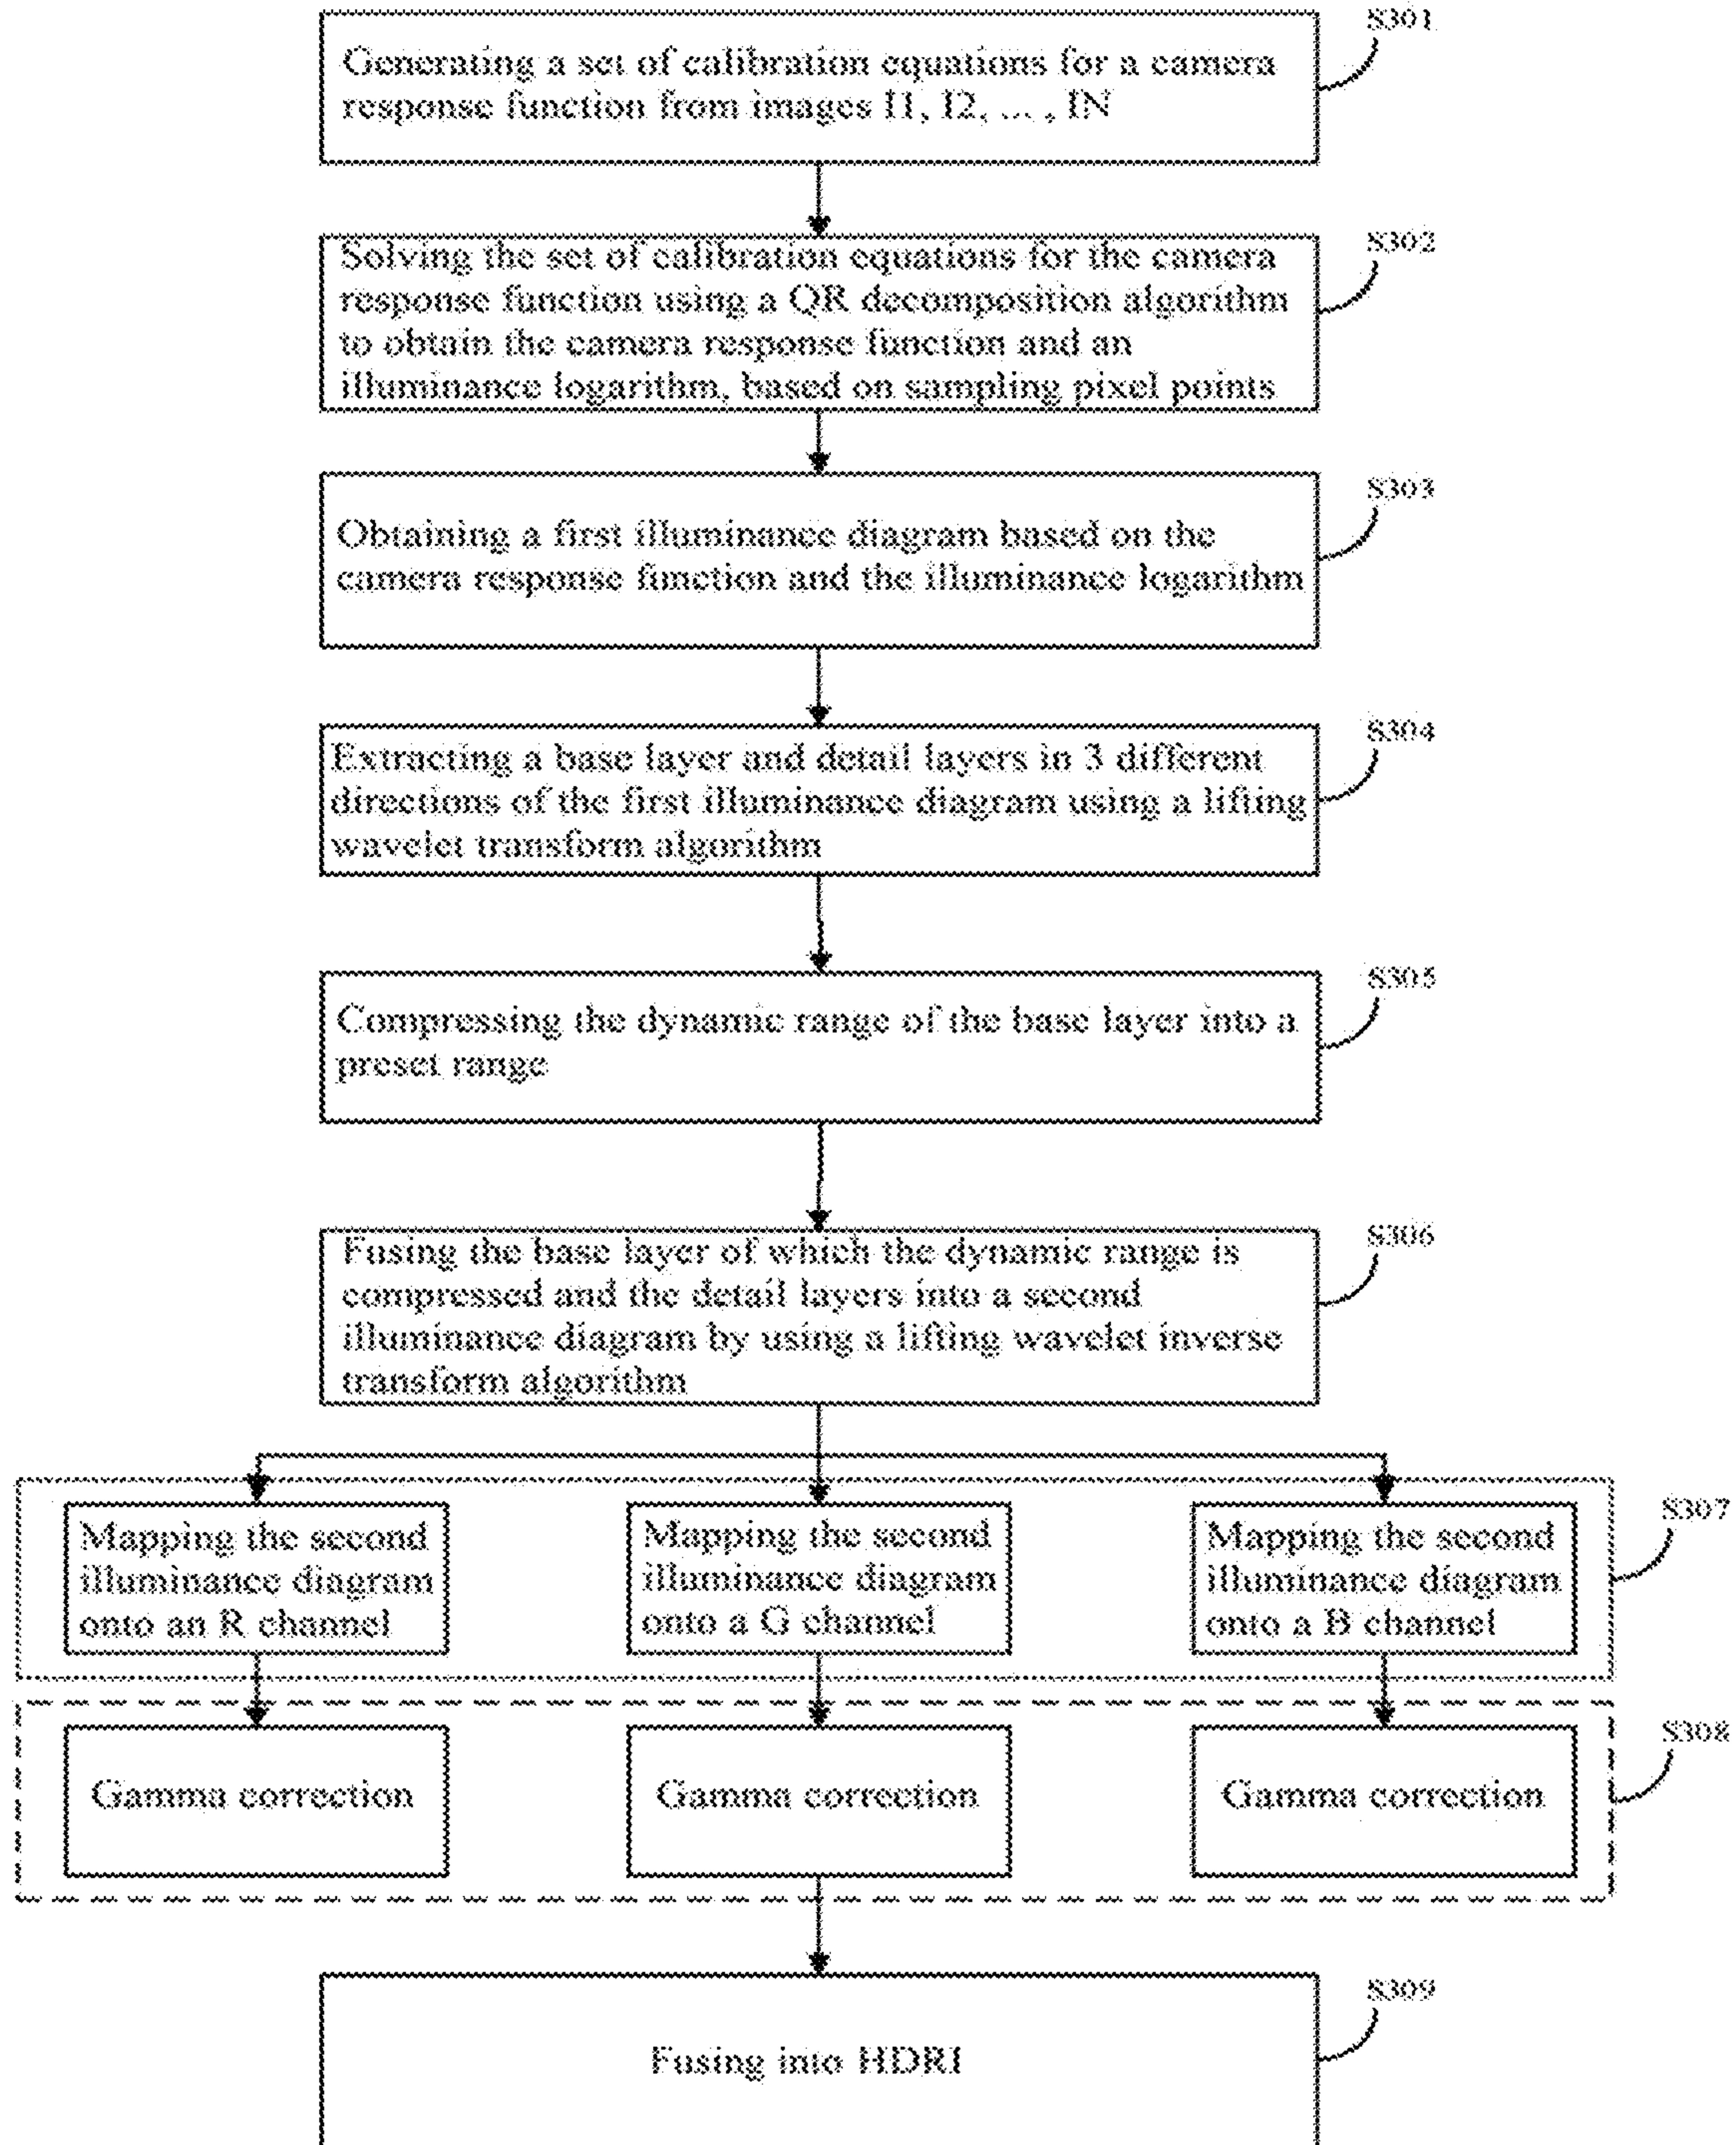 S301
Generating a set of calibration equations for a camera
response function from images I1, I2, ... , IN
S302
Solving the set of calibration equations for the camera
response function using a QR decomposition algorithm
to obtain the camera response function and an
illuminance logarithm, based on sampling pixel points
S303
Obtaining a first illuminance diagram based on the
camera response function and the illuminance logarithm
S304
Extracting a base layer and detail layers in 3 different
directions of the first illuminance diagram using a lifting
wavelet transform algorithm
S305
Compressing the dynamic range of the base layer into a
preset range
S306
Fusing the base layer of which the dynamic range is
compressed and the detail layers into a second
illuminance diagram by using a lifting wavelet inverse
transform algorithm
S307
Mapping the second
illuminance diagram
onto an R channel
Mapping the second
illuminance diagram
onto a G channel
Mapping the second
illuminance diagram
onto a B channel
S308
Gamma correction
Gamma correction
Gamma correction
S309
Fusing into HDRI